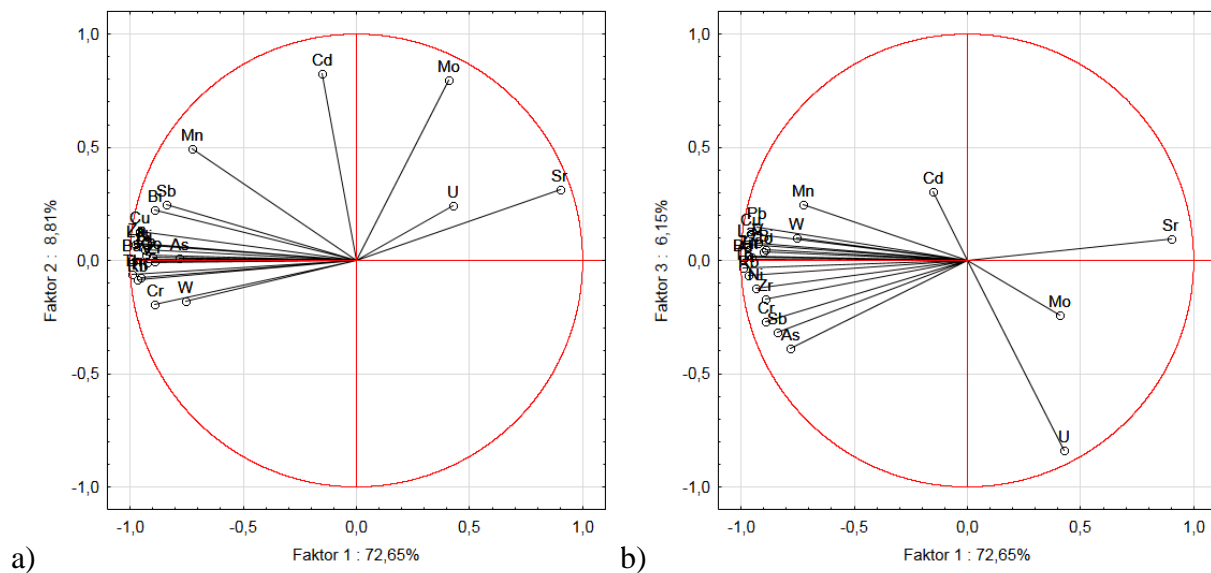 1,0
0,5
0,0
-0,5
-1,0
Faktor 2 : 8,81%
Cd
Mo
Mn
Sb
Bi
Sr
U
Cu
As
Cr
W
-1,0 -0,5 0,0 0,5 1,0
Faktor 1 : 72,65%
a)
1,0
0,5
0,0
-0,5
-1,0
Faktor 3 : 6,15%
Cd
Mn
Pb
Cu
W
Sr
Ni
Zr
Mo
Cr
Sb
As
U
-1,0 -0,5 0,0 0,5 1,0
Faktor 1 : 72,65%
b)